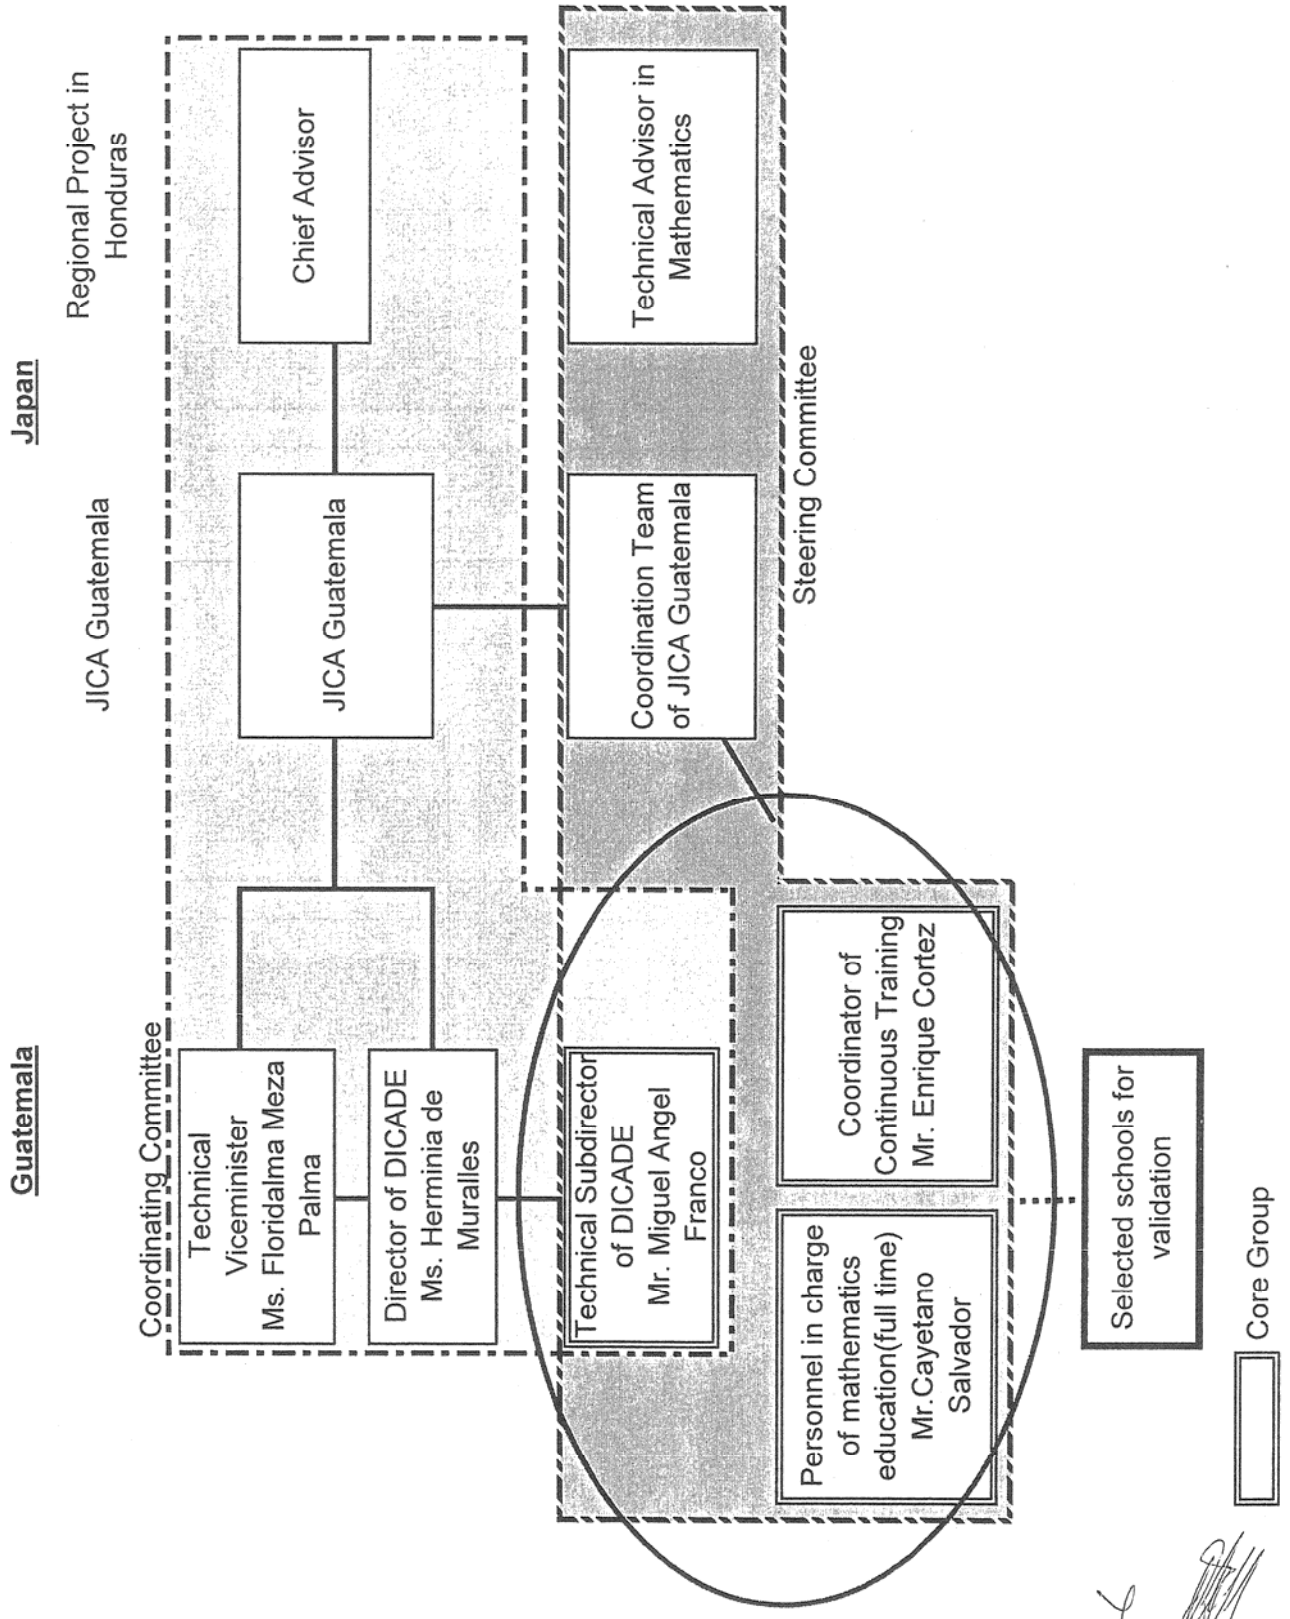 Guatemala
Japan
JICA Guatemala
Regional Project in
Honduras
Coordinating Committee
Technical
Viceminister
Ms. Floridalma Meza
Palma
JICA Guatemala
Chief Advisor
Director of DICADE
Ms. Herminia de
Muralles
Technical Subdirector
of DICADE
Mr. Miguel Angel
Franco
Coordination Team
of JICA Guatemala
Technical Advisor in
Mathematics
Steering Committee
Personnel in charge
of mathematics
education(full time)
Mr.Cayetano
Salvador
Coordinator of
Continuous Training
Mr. Enrique Cortez
Selected schools for
validation
Core Group